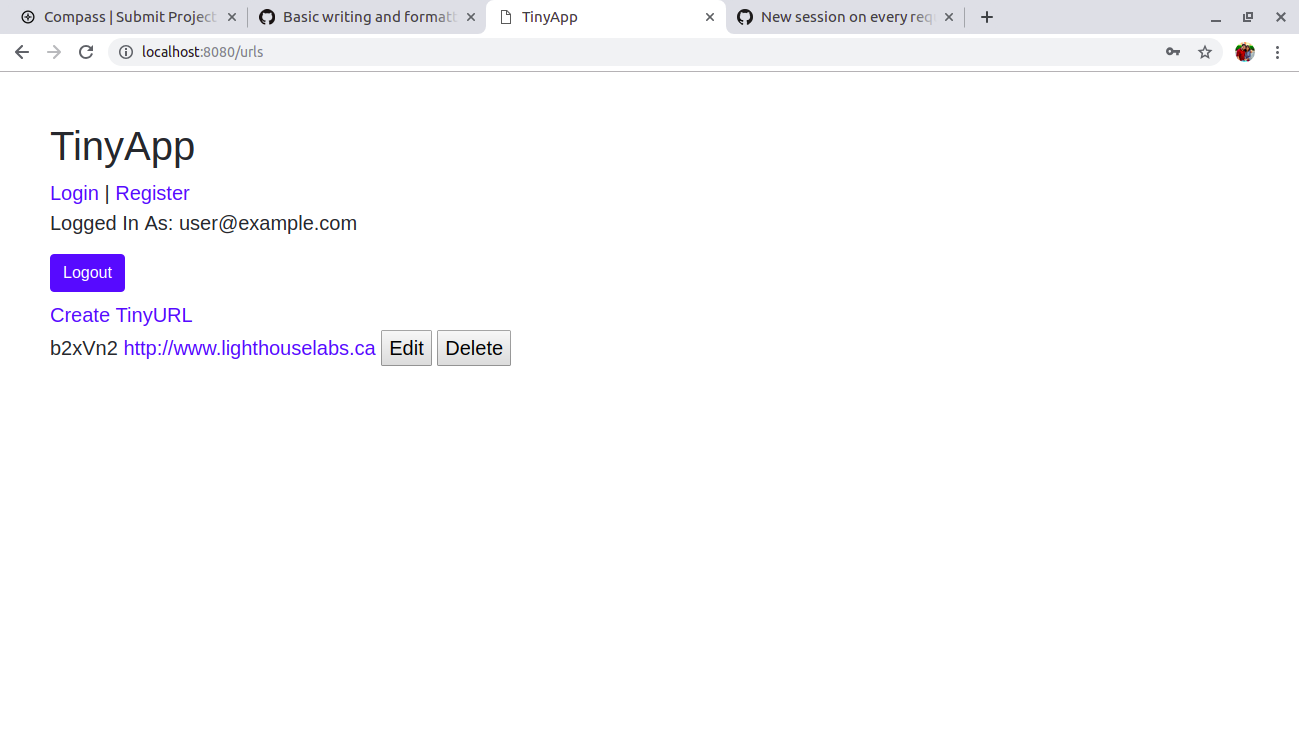 Compass | Submit Project
Basic writing and formatt
TinyApp
New session on every req
localhost:8080/urls
TinyApp
Login | Register
Logged In As: user@example.com
Logout
Create TinyURL
b2xVn2 http://www.lighthouselabs.ca Edit Delete